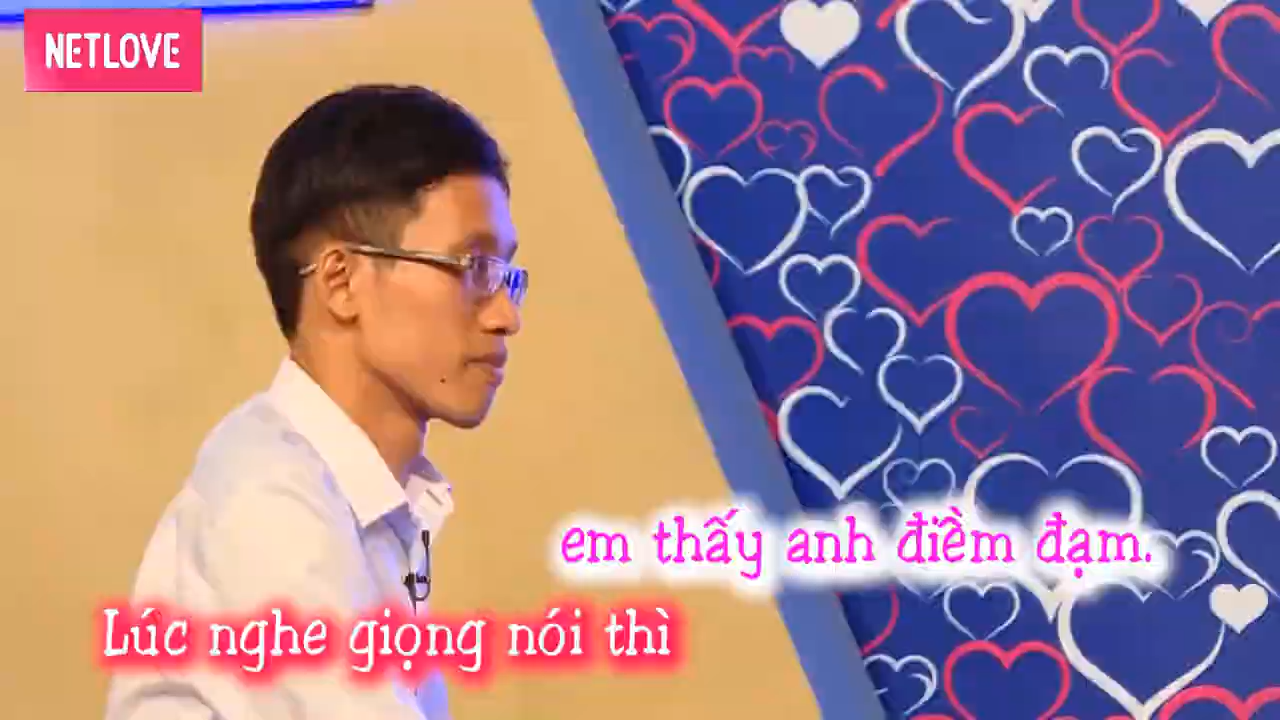 NETLOVE
Lúc nghe giọng nói thì
em thấy anh điềm đạm.